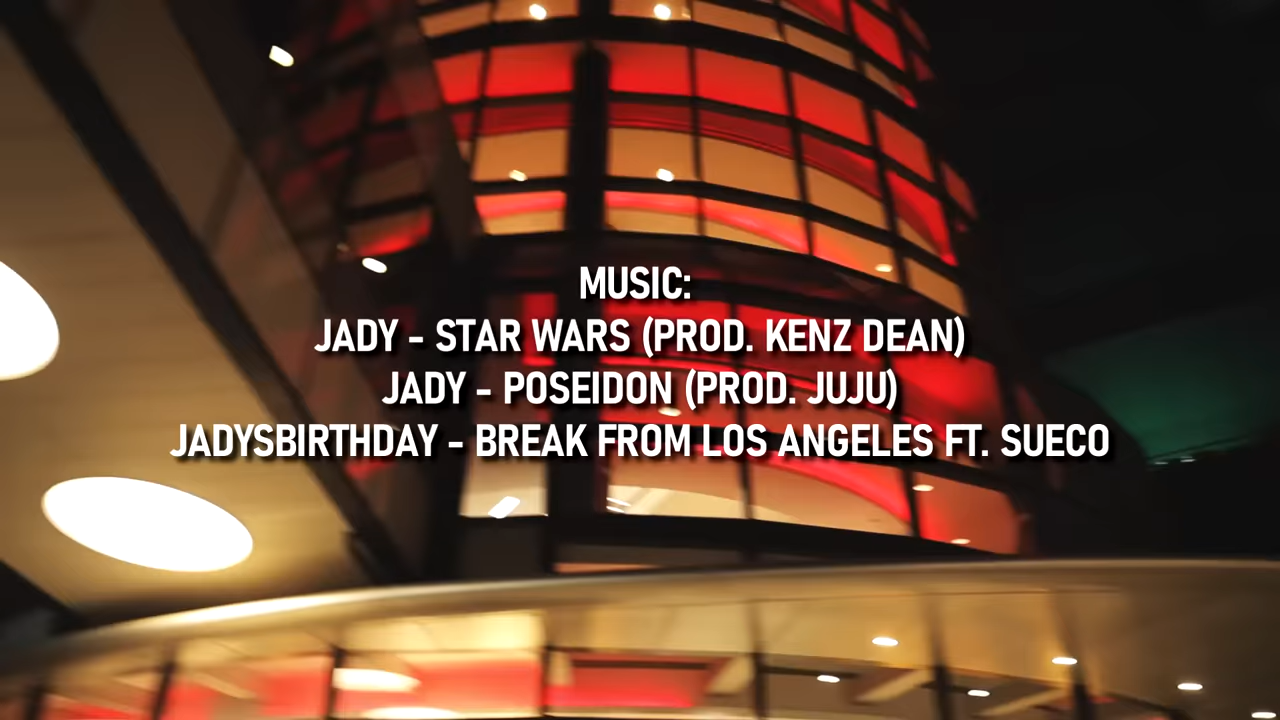 MUSIC:
JADY - STAR WARS (PROD. KENZ DEAN)
JADY - POSEIDON (PROD. JUJU)
JADYSBIRTHDAY - BREAK FROM LOS ANGELES FT. SUECO